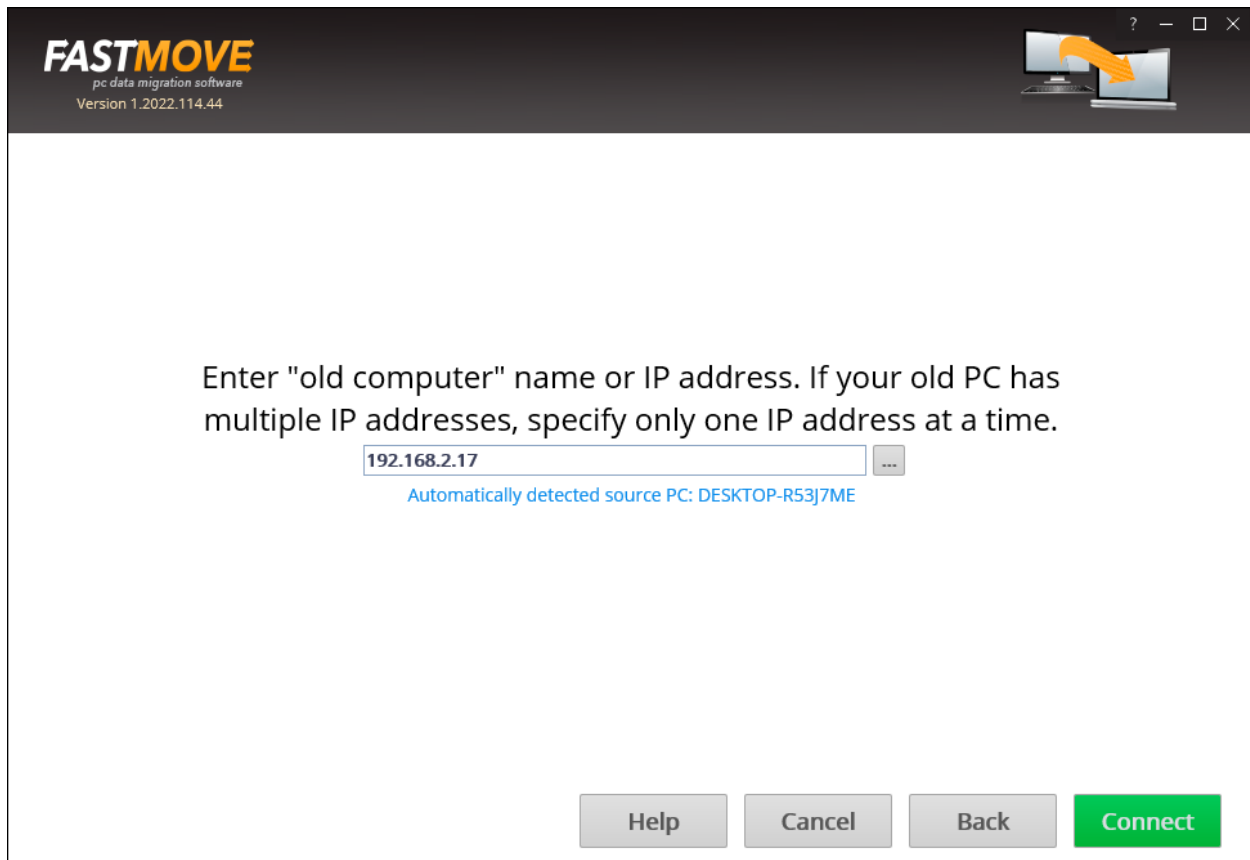 FASTMOVE
pc data migration software
Version 1.2022.114.44
?
Enter "old computer" name or IP address. If your old PC has
multiple IP addresses, specify only one IP address at a time.
192.168.2.17 ...
Automatically detected source PC: DESKTOP-R53J7ME
Help Cancel Back Connect